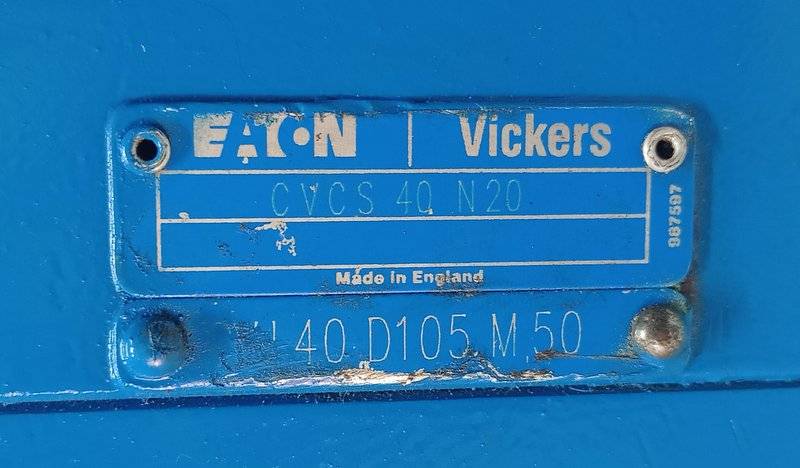 EATON | Vickers
CVCS 40 N20
987597
Made in England
40 D105 M 50